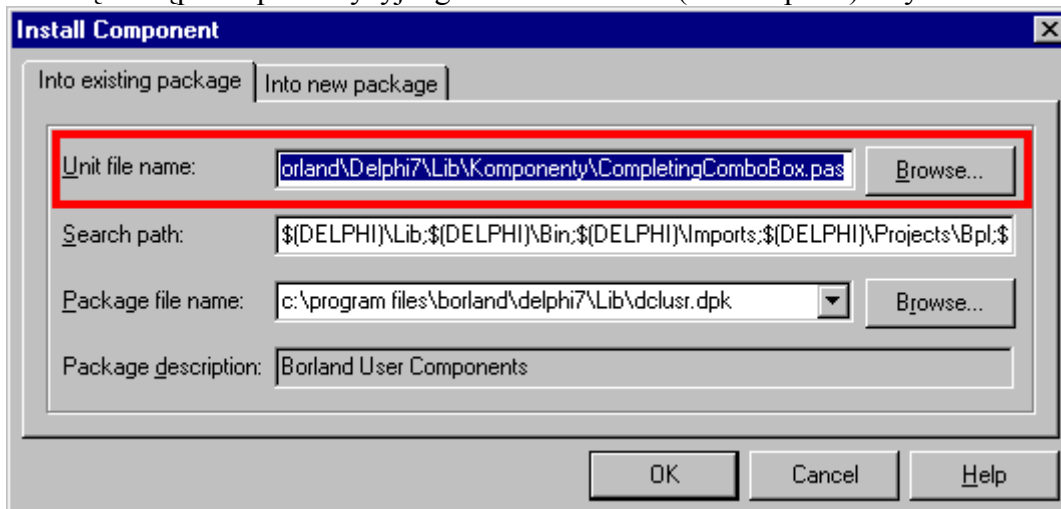 Install Component
Into existing package Into new package
Unit file name: orland\Delphi7\Lib\Komponenty\CompletingComboBox.pas Browse...
Search path: $(DELPHI)\Lib;$(DELPHI)\Bin;$(DELPHI)\Imports;$(DELPHI)\Projects\Bpl;$
Package file name: c:\program files\borland\delphi7\Lib\dclusr.dpk Browse...
Package description: Borland User Components
OK Cancel Help